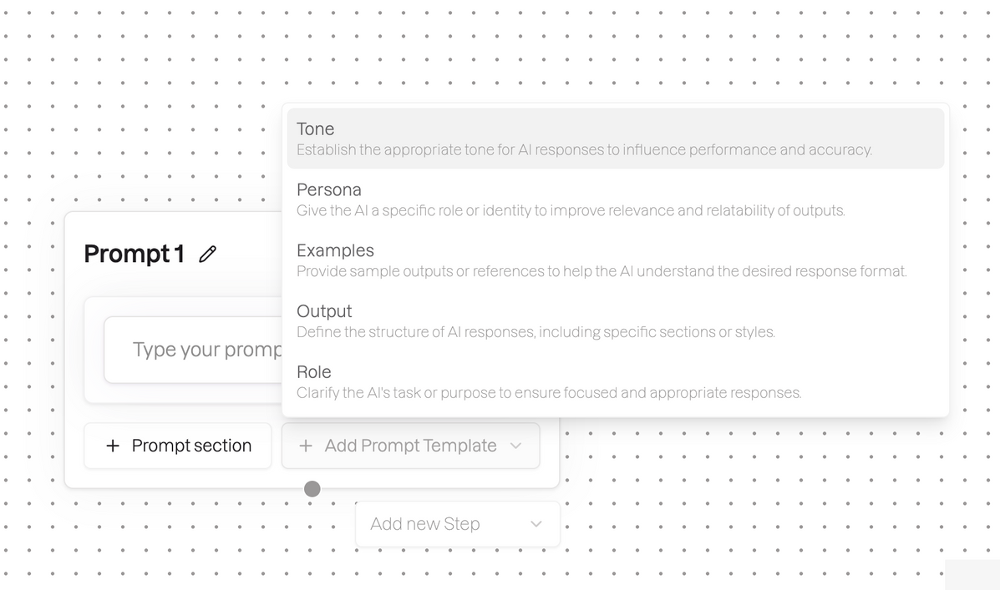 Tone
Establish the appropriate tone for AI responses to influence performance and accuracy.
Persona
Give the AI a specific role or identity to improve relevance and relatability of outputs.
Examples
Provide sample outputs or references to help the AI understand the desired response format.
Output
Define the structure of AI responses, including specific sections or styles.
Role
Clarify the AI's task or purpose to ensure focused and appropriate responses.
Prompt 1
Type your promp
+ Prompt section
+ Add Prompt Template
Add new Step